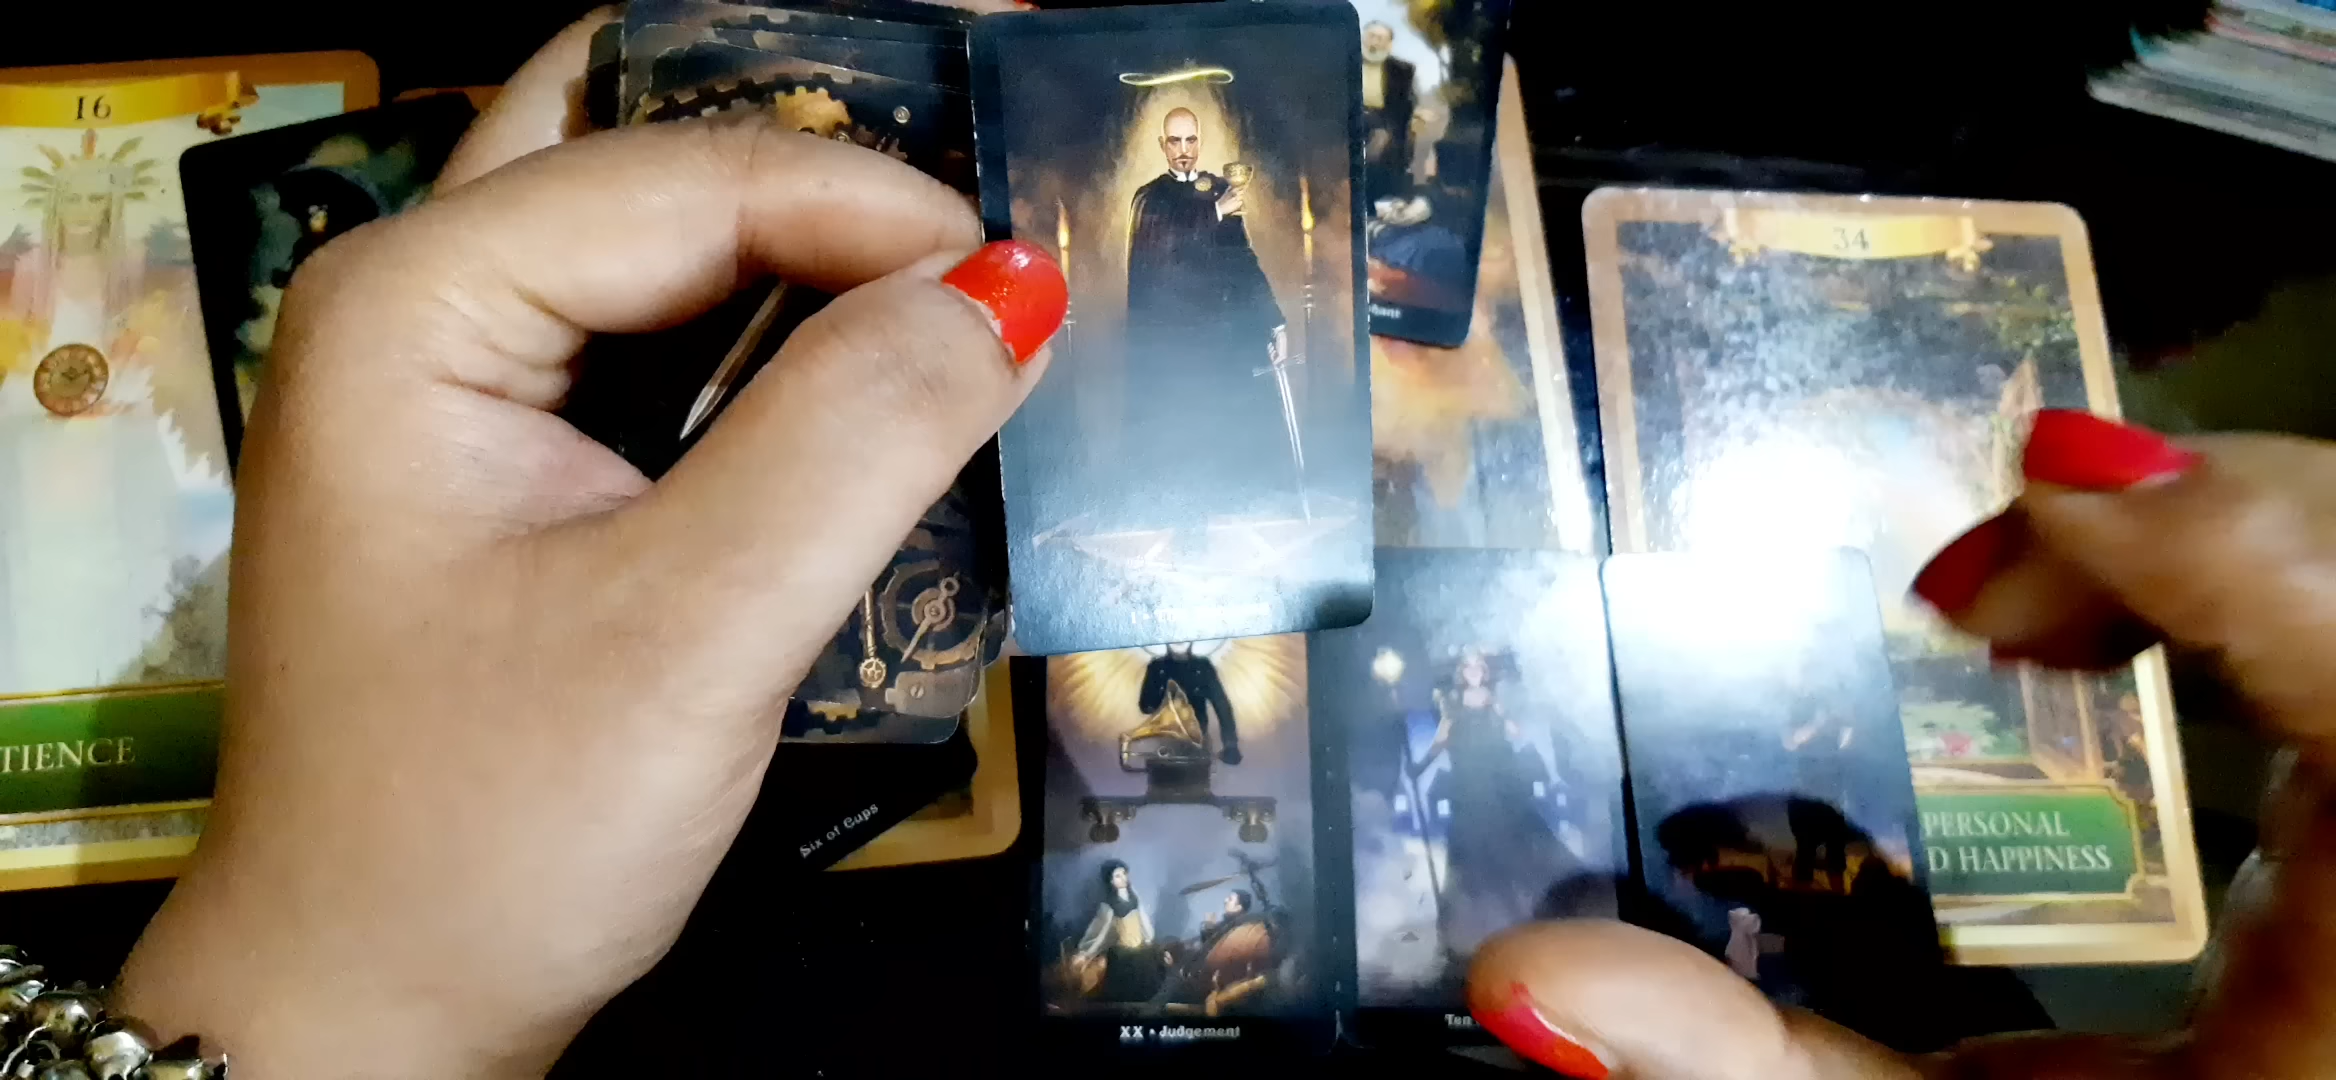 16
34
TIENCE
Six of Cups
PERSONAL
D HAPPINESS
XX • Judgement